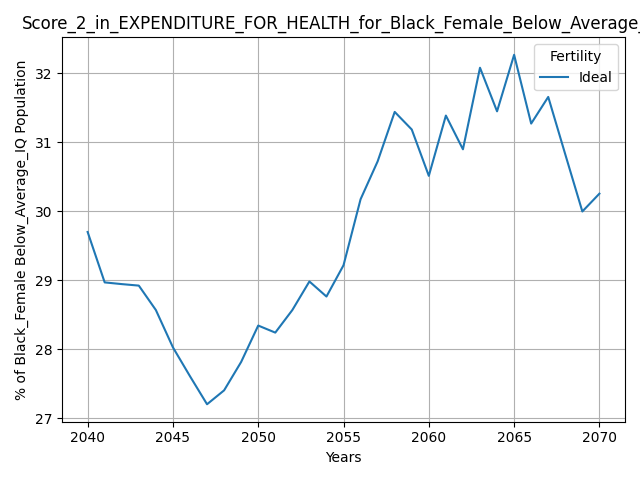 Score_2_in_EXPENDITURE_FOR_HEALTH_for_Black_Female_Below_Average_
% of Black_Female Below_Average_IQ Population
32
31
30
29
28
27
Fertility
Ideal
2040 2045 2050 2055 2060 2065 2070
Years